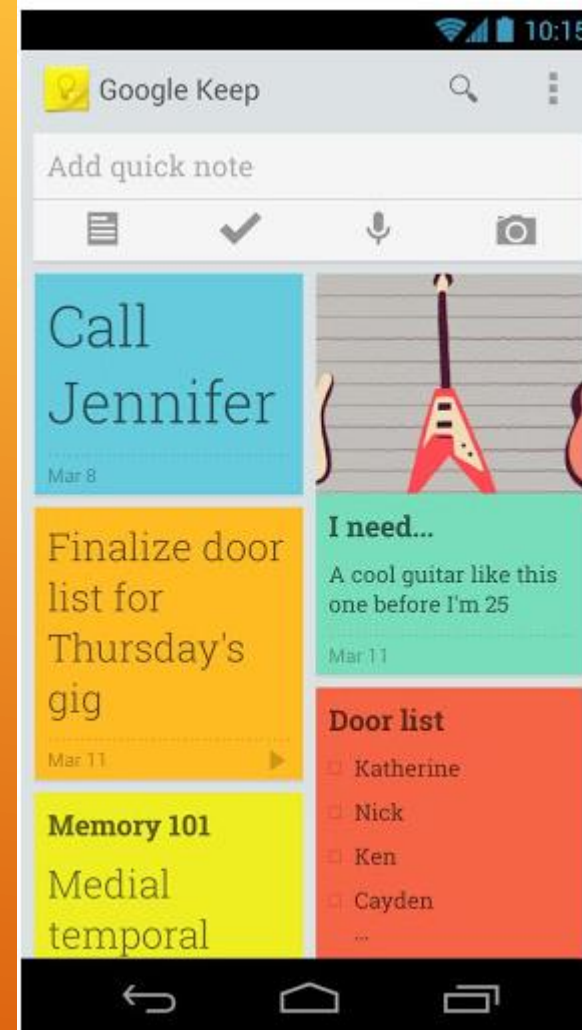 10:15
Google Keep
Add quick note
Call
Jennifer
Mar 8
Finalize door
list for
Thursday's
gig
Mar 11
Memory 101
Medial
temporal
I need...
A cool guitar like this
one before I'm 25
Mar 11
Door list
Katherine
Nick
Ken
Cayden
...